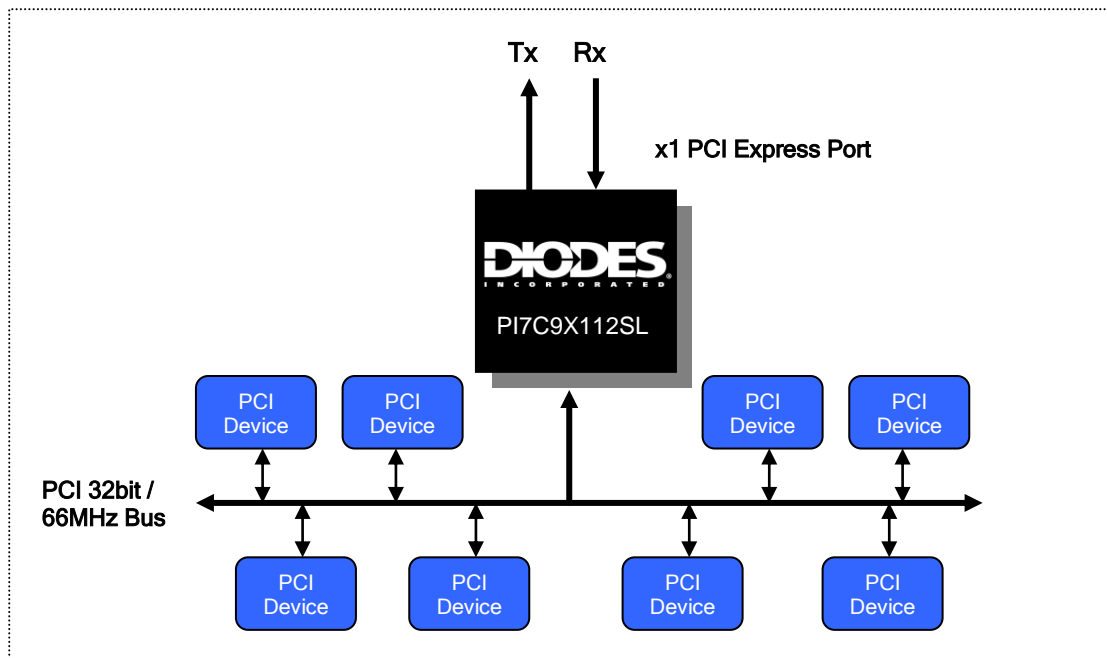 Tx Rx
x1 PCI Express Port
DIODES®
INCORPORATED
PI7C9X112SL
PCI
Device
PCI
Device
PCI
Device
PCI
Device
PCI 32bit /
66MHz Bus
PCI
Device
PCI
Device
PCI
Device
PCI
Device